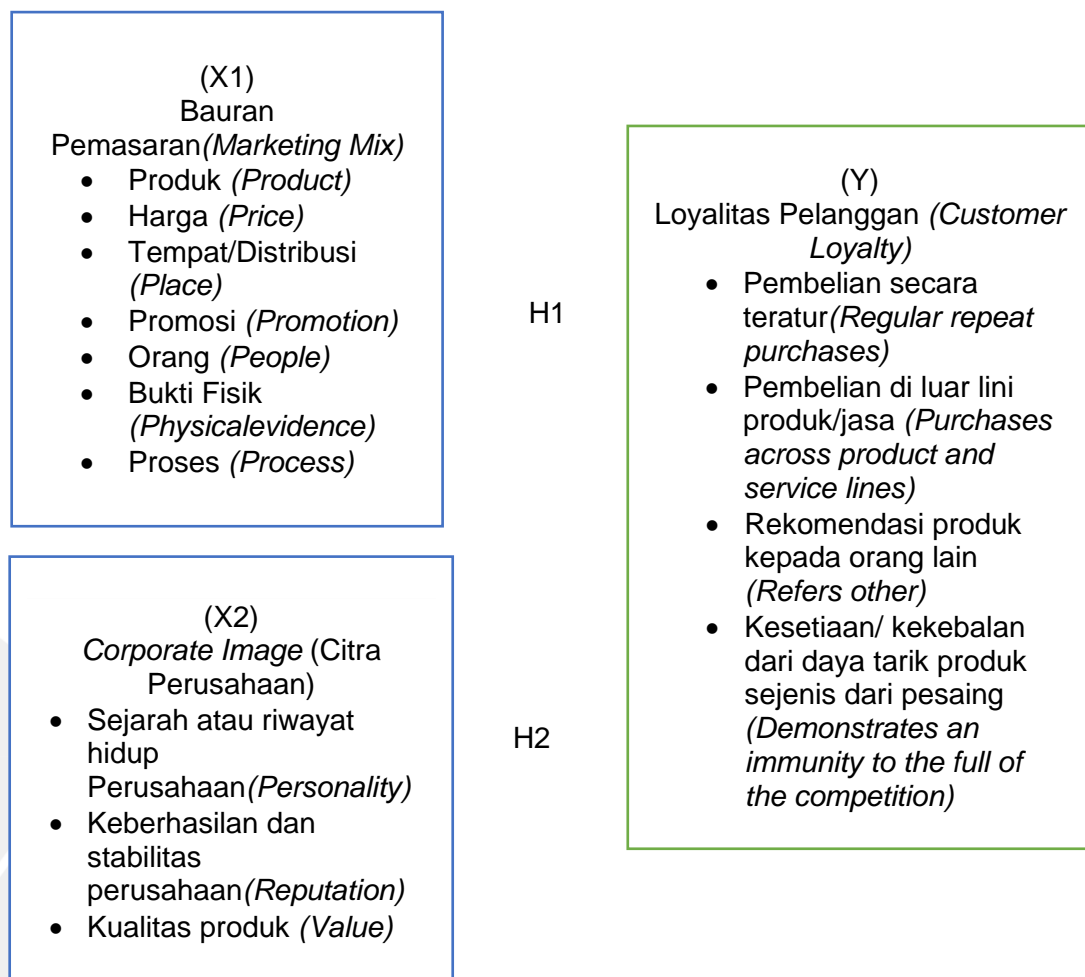 (X1)
Bauran
Pemasaran(Marketing Mix)
• Produk (Product)
• Harga (Price)
• Tempat/Distribusi
(Place)
• Promosi (Promotion)
• Orang (People)
• Bukti Fisik
(Physicalevidence)
• Proses (Process)
H1
(X2)
Corporate Image (Citra
Perusahaan)
• Sejarah atau riwayat
hidup
Perusahaan(Personality)
• Keberhasilan dan
stabilitas
perusahaan(Reputation)
• Kualitas produk (Value)
H2
(Y)
Loyalitas Pelanggan (Customer
Loyalty)
• Pembelian secara
teratur(Regular repeat
purchases)
• Pembelian di luar lini
produk/jasa (Purchases
across product and
service lines)
• Rekomendasi produk
kepada orang lain
(Refers other)
• Kesetiaan/ kekebalan
dari daya tarik produk
sejenis dari pesaing
(Demonstrates an
immunity to the full of
the competition)